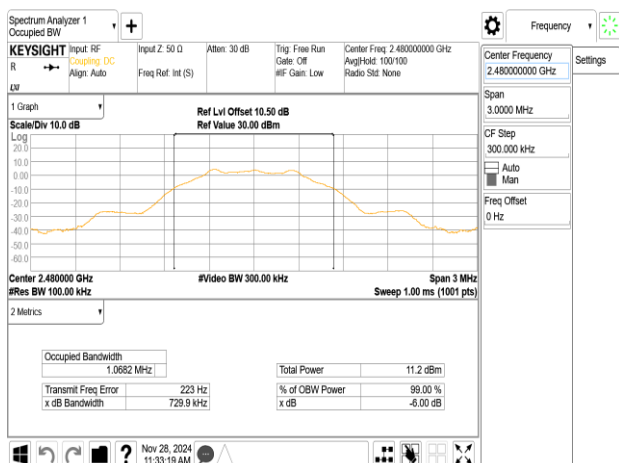 Spectrum Analyzer 1
Occupied BW
+
Frequency
KEYSIGHT
R
LXI
Input: RF
Coupling: DC
Align: Auto
Input Z: 50 Ω
Freq Ref: Int (S)
Atten: 30 dB
Trig: Free Run
Gate: Off
#IF Gain: Low
Center Freq: 2.480000000 GHz
Avg|Hold: 100/100
Radio Std: None
Center Frequency
2.480000000 GHz
Settings
Span
3.0000 MHz
CF Step
300.000 kHz
Auto
Man
Freq Offset
0 Hz
1 Graph
Ref Lvl Offset 10.50 dB
Scale/Div 10.0 dB
Ref Value 30.00 dBm
Log
20.0
10.0
0.00
-10.0
-20.0
-30.0
-40.0
-50.0
-60.0
Center 2.480000 GHz
#Video BW 300.00 kHz
Span 3 MHz
#Res BW 100.00 kHz
Sweep 1.00 ms (1001 pts)
2 Metrics
Occupied Bandwidth
1.0682 MHz
Total Power 11.2 dBm
Transmit Freq Error 223 Hz
% of OBW Power 99.00 %
x dB Bandwidth 729.9 kHz
x dB -6.00 dB
?
Nov 28, 2024
11:33:19 AM